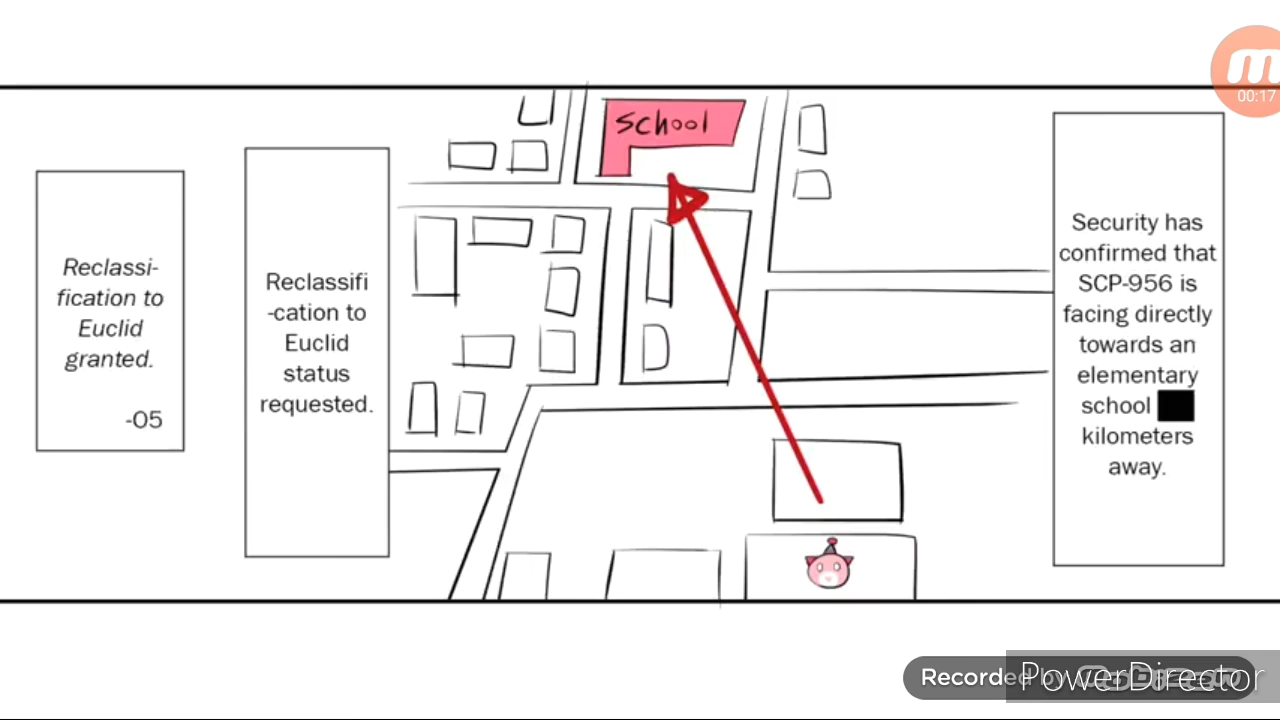 00:17
school
Security has
confirmed that
SCP-956 is
facing directly
towards an
elementary
school
kilometers
away.
Reclassifi
-cation to
Euclid
status
requested.
Reclassi-
fication to
Euclid
granted.
-05
Recorded by
PowerDirector